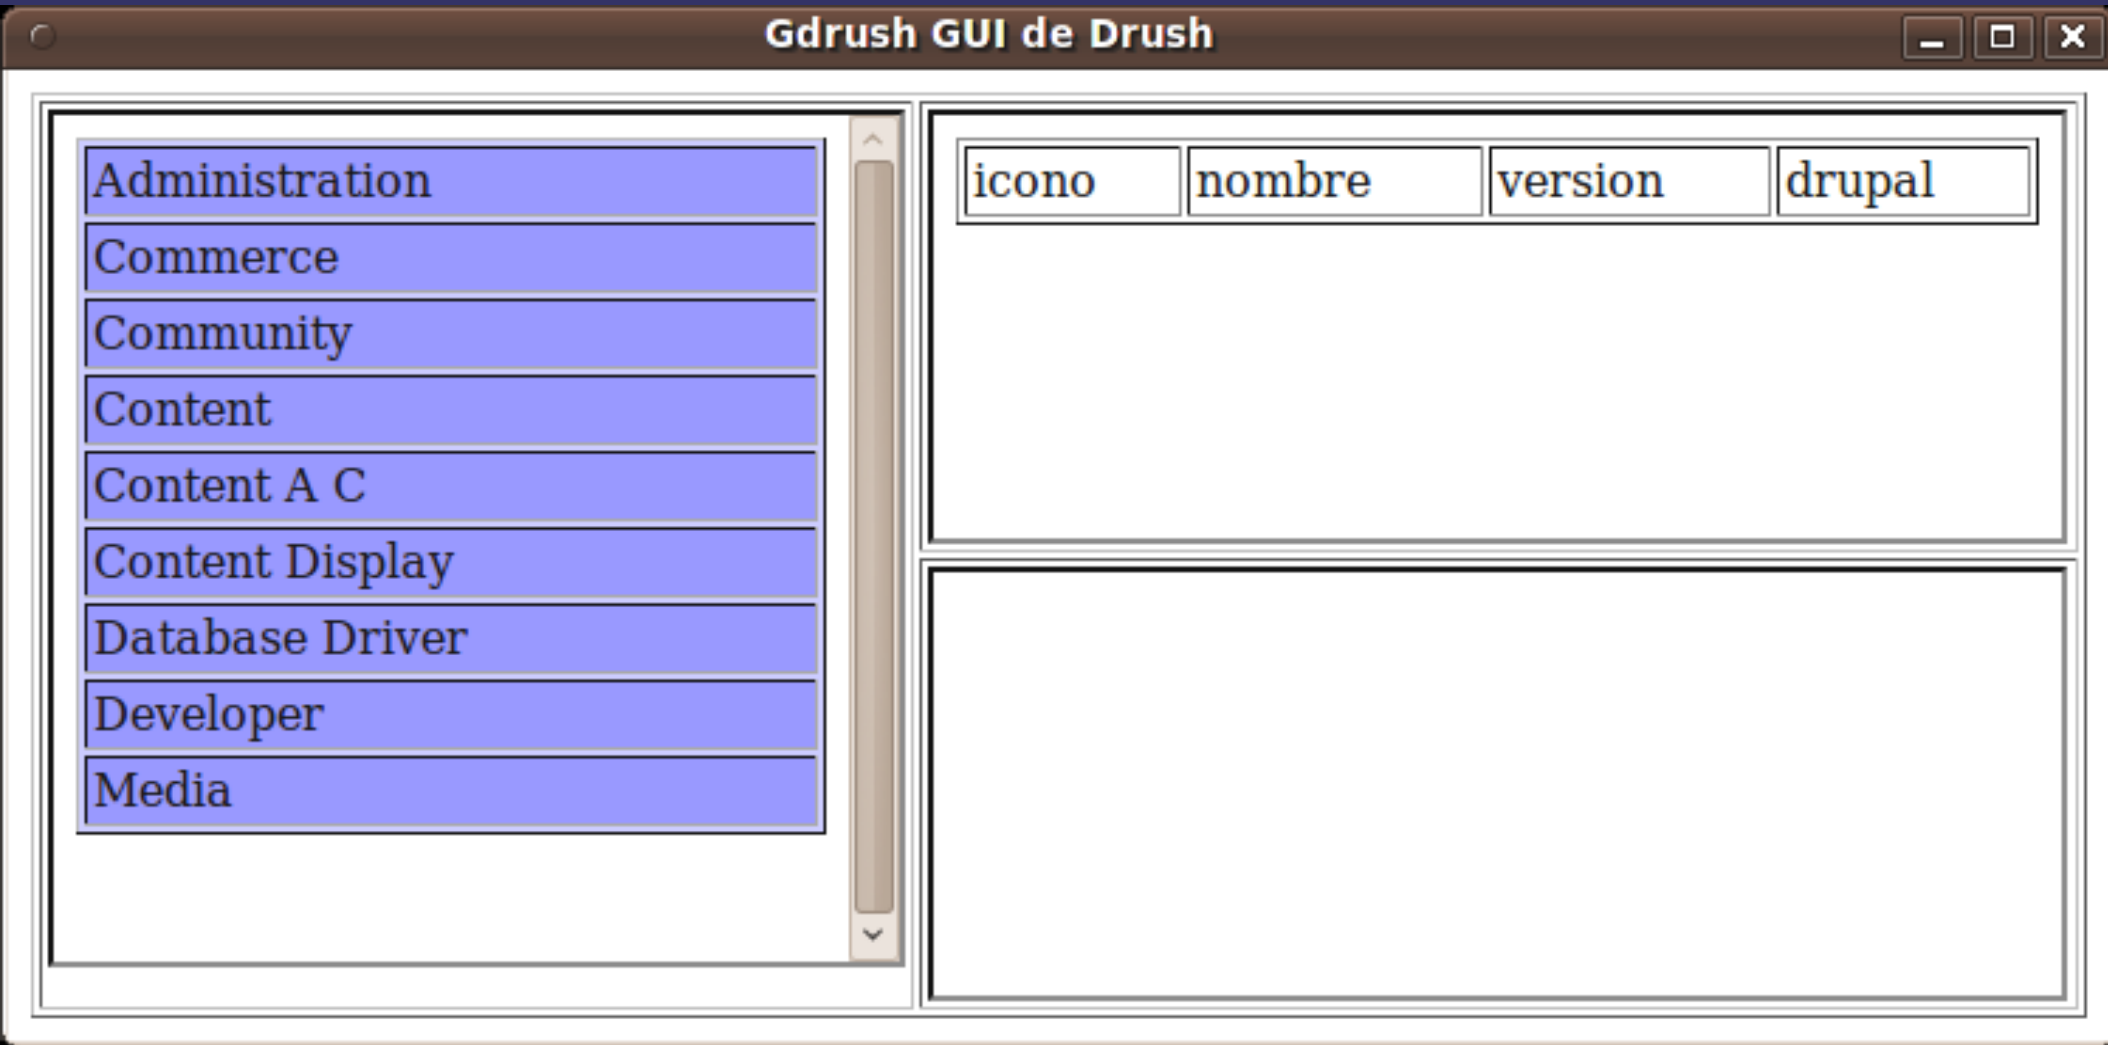 Gdrush GUI de Drush
Administration
Commerce
Community
Content
Content A C
Content Display
Database Driver
Developer
Media
icono nombre version drupal